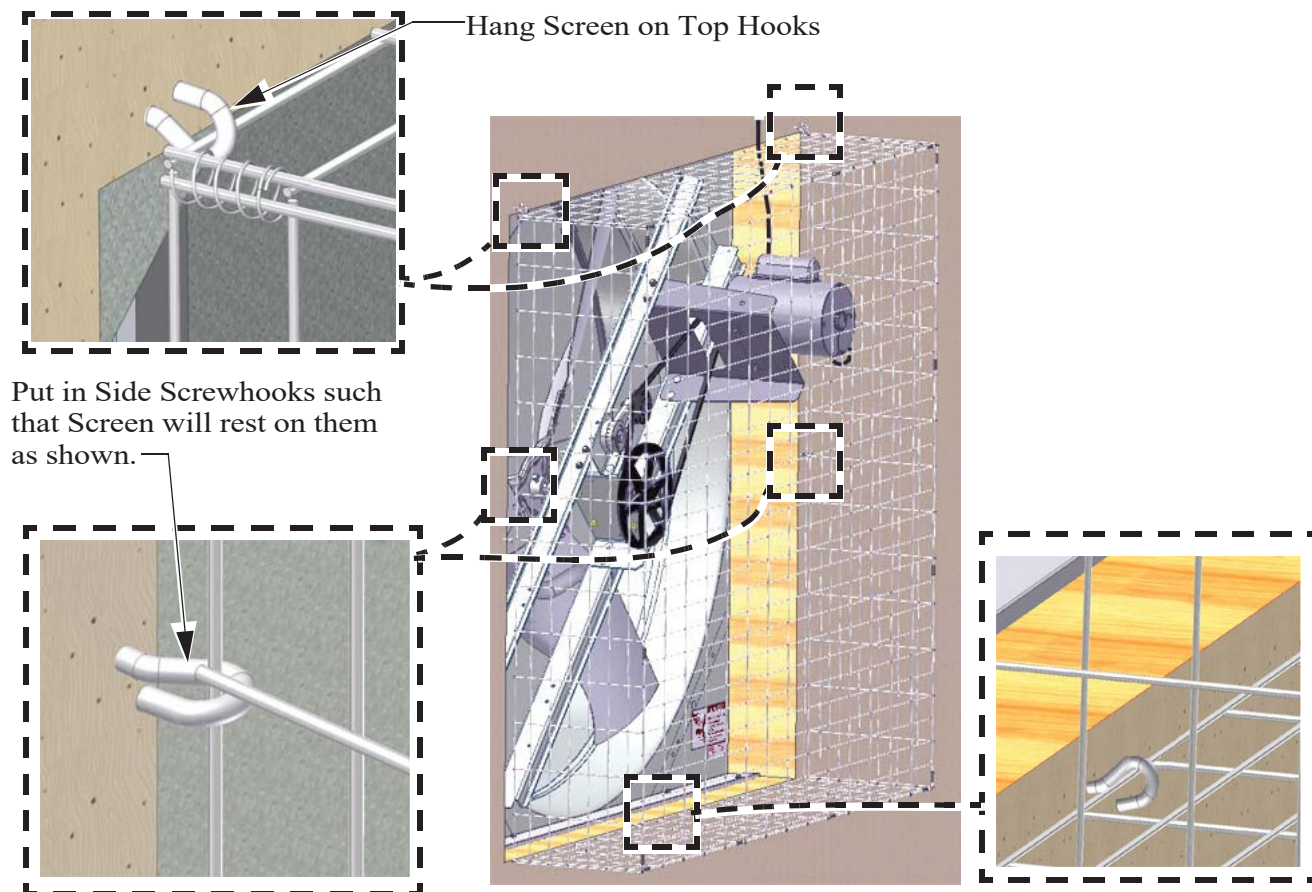 Hang Screen on Top Hooks
Put in Side Screwhooks such
that Screen will rest on them
as shown.